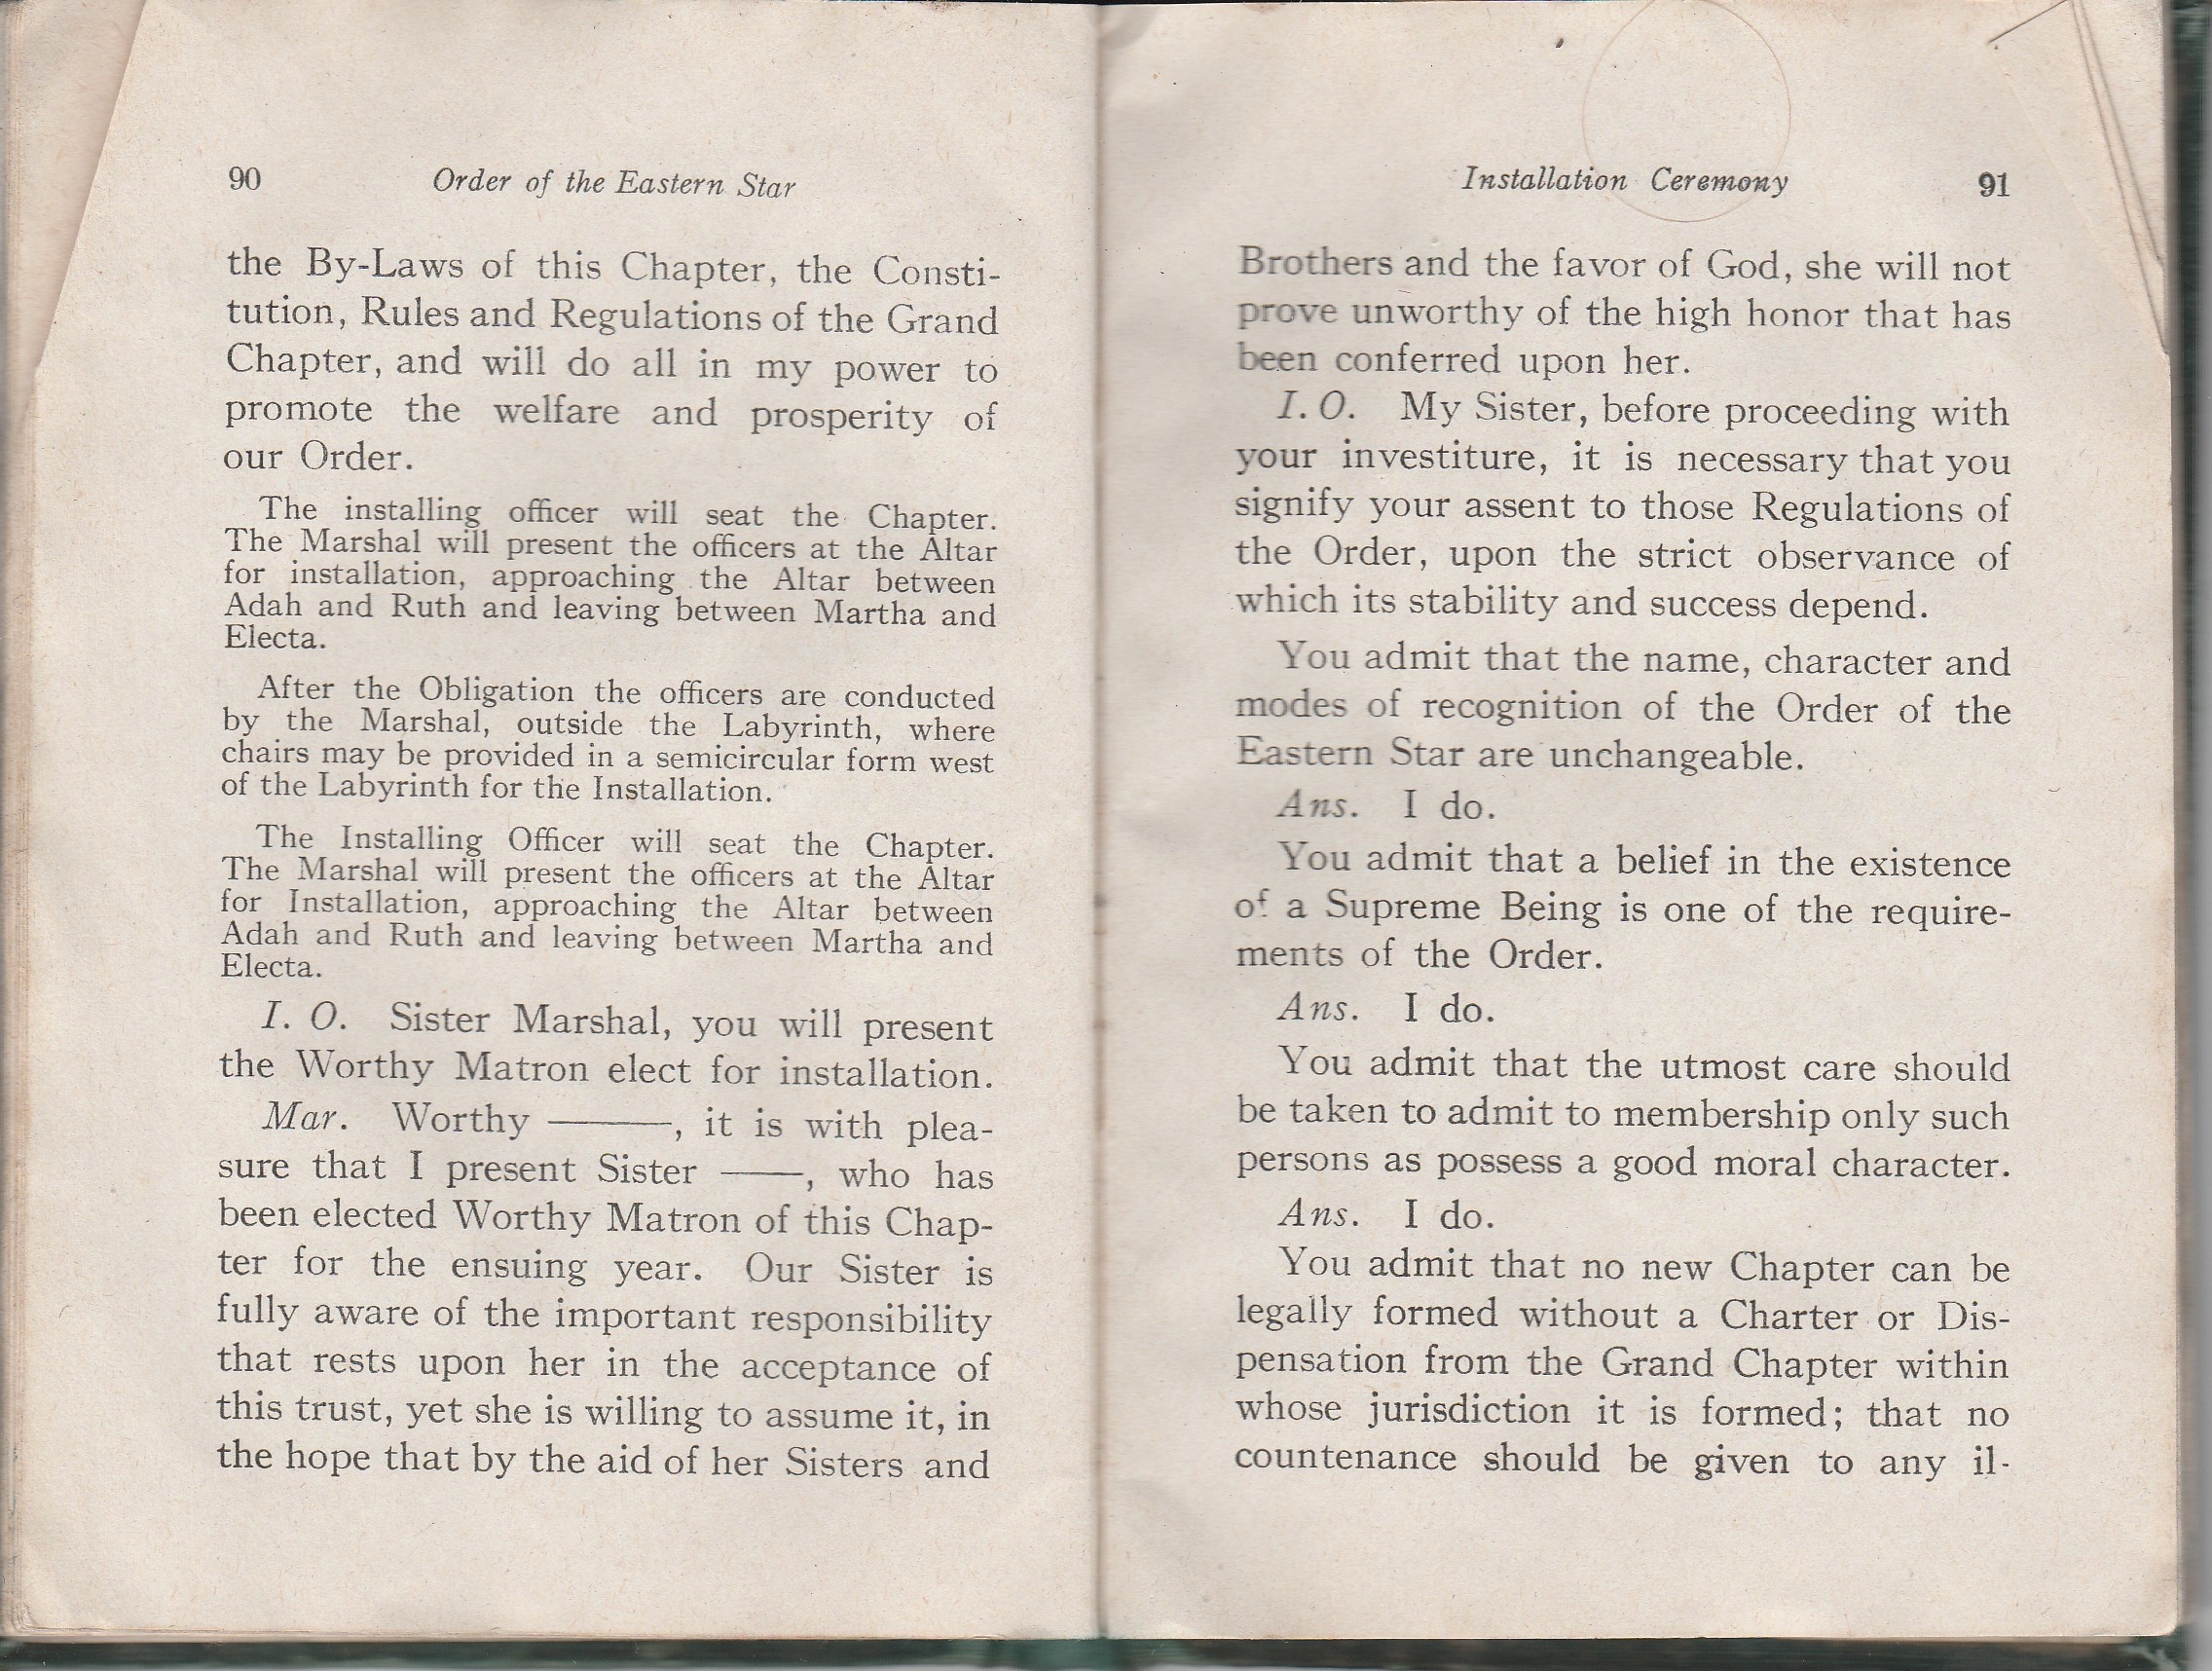 90 Order of the Eastern Star
the By-Laws of this Chapter, the Consti-
tution, Rules and Regulations of the Grand
Chapter, and will do all in my power to
promote the welfare and prosperity of
our Order.
The installing officer will seat the Chapter.
The Marshal will present the officers at the Altar
for installation, approaching the Altar between
Adah and Ruth and leaving between Martha and
Electa.
After the Obligation the officers are conducted
by the Marshal, outside the Labyrinth, where
chairs may be provided in a semicircular form west
of the Labyrinth for the Installation.
The Installing Officer will seat the Chapter.
The Marshal will present the officers at the Altar
for Installation, approaching the Altar between
Adah and Ruth and leaving between Martha and
Electa.
I. O. Sister Marshal, you will present
the Worthy Matron elect for installation.
Mar. Worthy ———, it is with plea-
sure that I present Sister ——, who has
been elected Worthy Matron of this Chap-
ter for the ensuing year. Our Sister is
fully aware of the important responsibility
that rests upon her in the acceptance of
this trust, yet she is willing to assume it, in
the hope that by the aid of her Sisters and
Installation Ceremony 91
Brothers and the favor of God, she will not
prove unworthy of the high honor that has
been conferred upon her.
I. O. My Sister, before proceeding with
your investiture, it is necessary that you
signify your assent to those Regulations of
the Order, upon the strict observance of
which its stability and success depend.
You admit that the name, character and
modes of recognition of the Order of the
Eastern Star are unchangeable.
Ans. I do.
You admit that a belief in the existence
of a Supreme Being is one of the require-
ments of the Order.
Ans. I do.
You admit that the utmost care should
be taken to admit to membership only such
persons as possess a good moral character.
Ans. I do.
You admit that no new Chapter can be
legally formed without a Charter or Dis-
pensation from the Grand Chapter within
whose jurisdiction it is formed; that no
countenance should be given to any il-